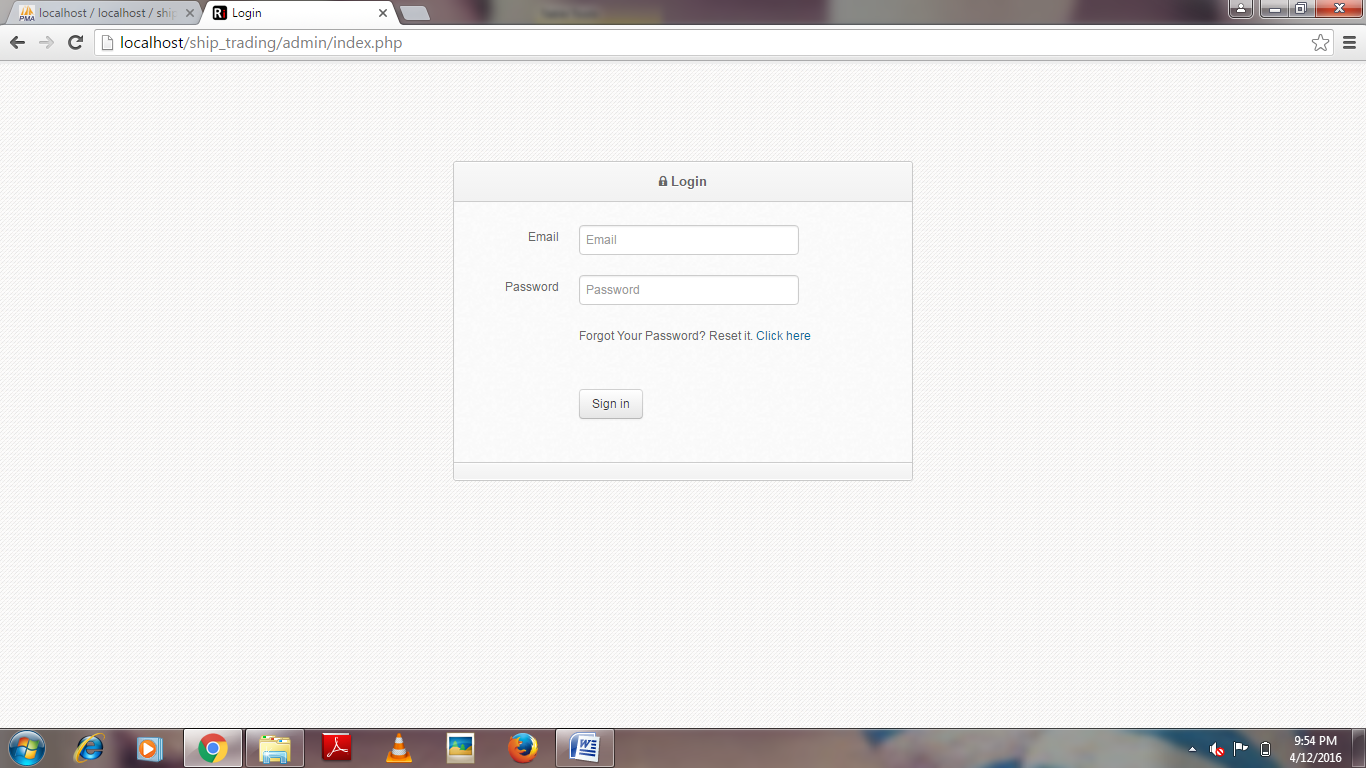 PMA localhost / localhost / ship
R Login
localhost/ship_trading/admin/index.php
Login
Email Email
Password Password
Forgot Your Password? Reset it. Click here
Sign in
9:54 PM
4/12/2016